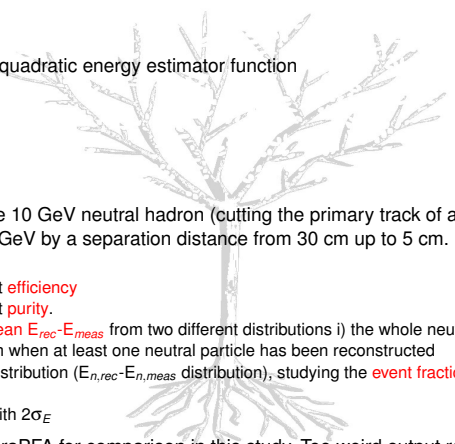 quadratic energy estimator function
e 10 GeV neutral hadron (cutting the primary track of a
GeV by a separation distance from 30 cm up to 5 cm.
t efficiency
t purity.
ean E_rec-E_meas from two different distributions i) the whole neu
n when at least one neutral particle has been reconstructed
stribution (E_n,rec-E_n,meas distribution), studying the event fractio
ith 2σ_E
raPFA for comparison in this study. Too weird output r